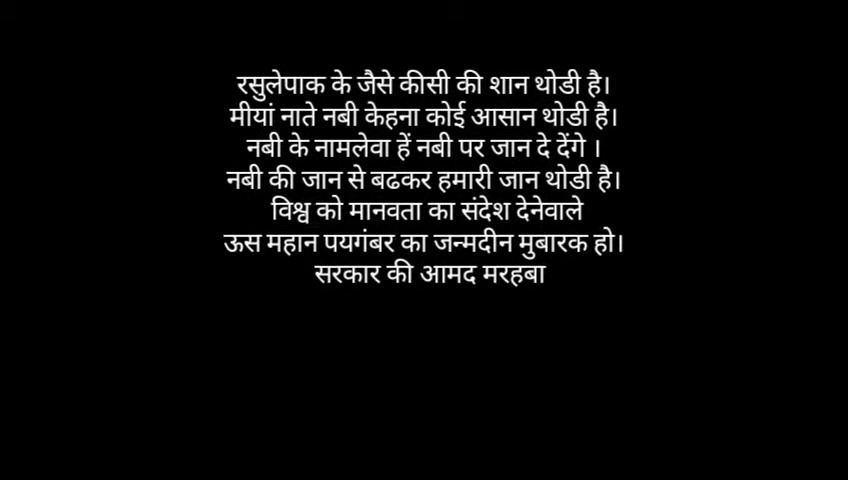 रसुलेपाक के जैसे कीसी की शान थोडी है।
मीयां नाते नबी केहना कोई आसान थोडी है।
नबी के नामलेवा हें नबी पर जान दे देंगे ।
नबी की जान से बढकर हमारी जान थोडी है।
विश्व को मानवता का संदेश देनेवाले
ऊस महान पयगंबर का जन्मदीन मुबारक हो।
सरकार की आमद मरहबा